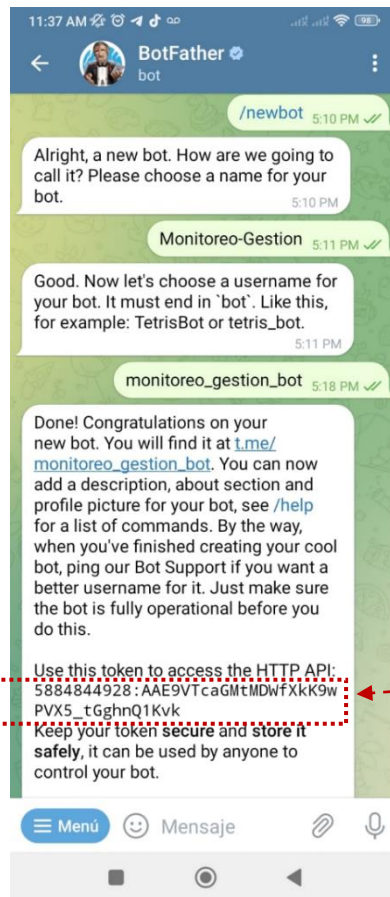 11:37 AM
98
BotFather
bot
/newbot 5:10 PM
Alright, a new bot. How are we going to
call it? Please choose a name for your
bot.
5:10 PM
Monitoreo-Gestion 5:11 PM
Good. Now let's choose a username for
your bot. It must end in `bot`. Like this,
for example: TetrisBot or tetris_bot.
5:11 PM
monitoreo_gestion_bot 5:18 PM
Done! Congratulations on your
new bot. You will find it at t.me/
monitoreo_gestion_bot. You can now
add a description, about section and
profile picture for your bot, see /help
for a list of commands. By the way,
when you've finished creating your cool
bot, ping our Bot Support if you want a
better username for it. Just make sure
the bot is fully operational before you
do this.
Use this token to access the HTTP API:
5884844928:AAE9VTcaGMtMDWfXkK9w
PVX5_tGghnQ1Kvk
Keep your token secure and store it
safely, it can be used by anyone to
control your bot.
Menú
Mensaje